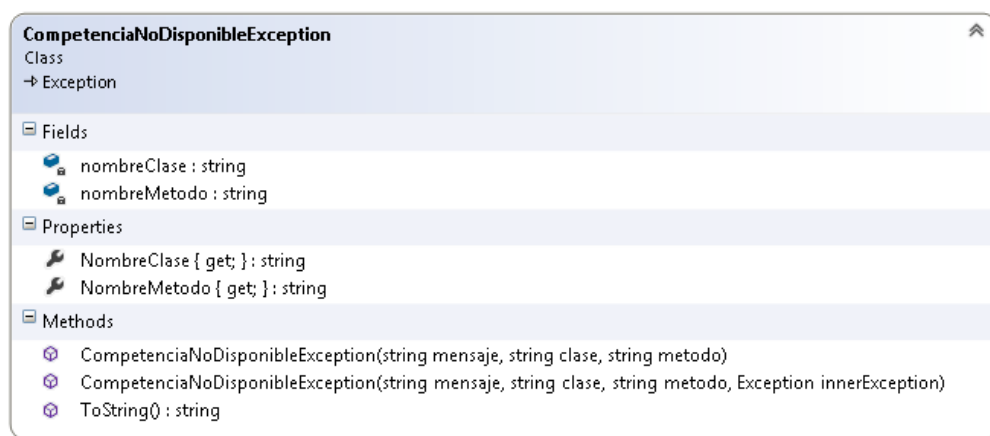 CompetenciaNoDisponibleException
Class
Exception
Fields
nombreClase : string
nombreMetodo : string
Properties
NombreClase { get; } : string
NombreMetodo { get; } : string
Methods
CompetenciaNoDisponibleException(string mensaje, string clase, string metodo)
CompetenciaNoDisponibleException(string mensaje, string clase, string metodo, Exception innerException)
ToString() : string